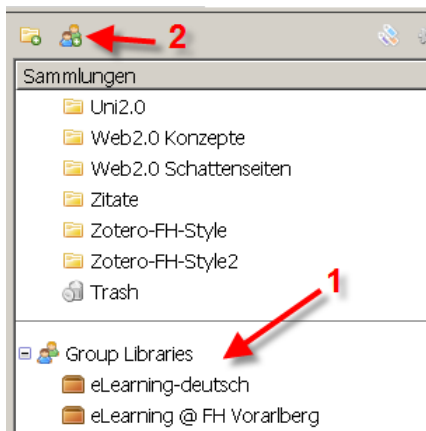 2
Sammlungen
Uni2.0
Web2.0 Konzepte
Web2.0 Schattenseiten
Zitate
Zotero-FH-Style
Zotero-FH-Style2
Trash
1
Group Libraries
eLearning-deutsch
eLearning @ FH Vorarlberg